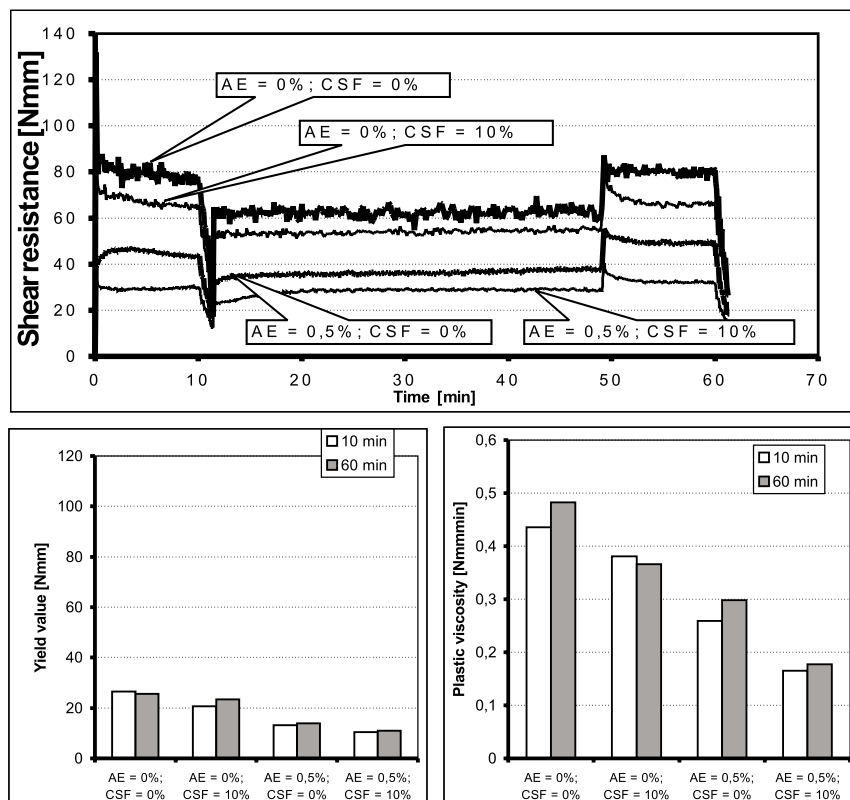 140
120
100
80
60
40
20
0
Shear resistance [Nmm]
AE = 0%; CSF = 0%
AE = 0%; CSF = 10%
AE = 0,5%; CSF = 0%
AE = 0,5%; CSF = 10%
0 10 20 30 40 50 60 70
Time [min]
10 min
60 min
120
100
80
60
40
20
0
Yield value [Nmm]
AE = 0%;
CSF = 0%
AE = 0%;
CSF = 10%
AE = 0,5%;
CSF = 0%
AE = 0,5%;
CSF = 10%
10 min
60 min
0,6
0,5
0,4
0,3
0,2
0,1
0
Plastic viscosity [Nmmmin]
AE = 0%;
CSF = 0%
AE = 0%;
CSF = 10%
AE = 0,5%;
CSF = 0%
AE = 0,5%;
CSF = 10%